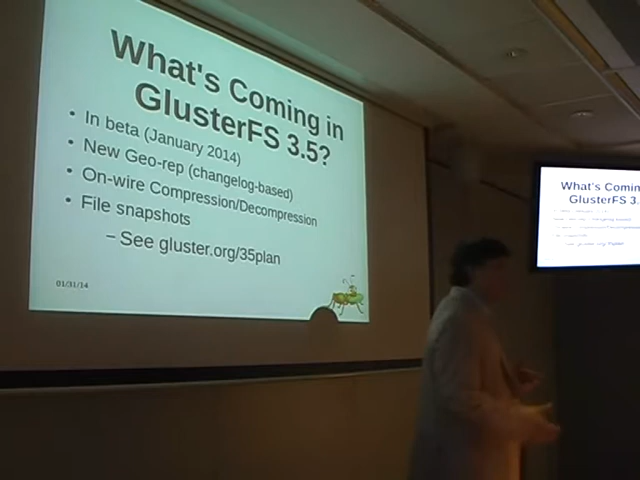 What's Coming in
GlusterFS 3.5?
• In beta (January 2014)
• New Geo-rep (changelog-based)
• On-wire Compression/Decompression
• File snapshots
– See gluster.org/35plan
01/31/14
What's Comin
GlusterFS 3.